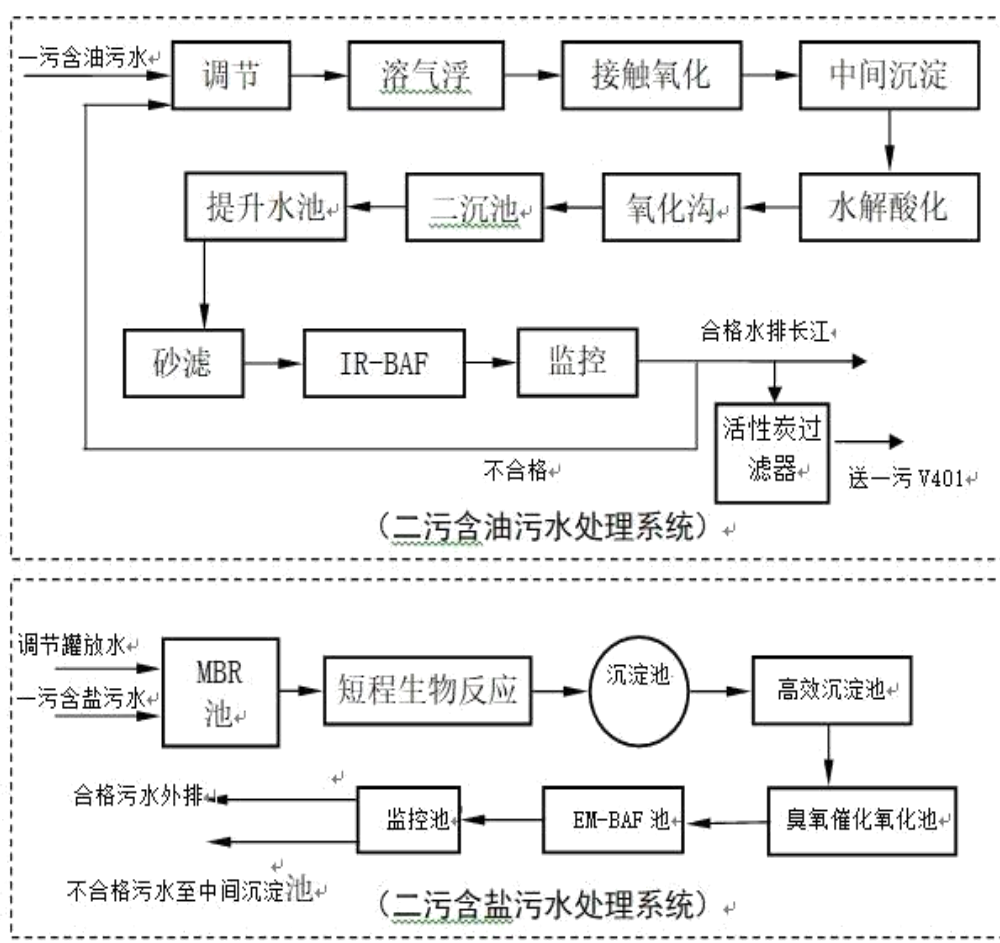 一污含油污水
调节
溶气浮
接触氧化
中间沉淀
提升水池
二沉池
氧化沟
水解酸化
砂滤
IR-BAF
监控
合格水排长江
活性炭过
滤器
送一污V401
不合格
（二污含油污水处理系统）
调节罐放水
一污含盐污水
MBR
池
短程生物反应
沉淀池
高效沉淀池
合格污水外排
监控池
EM-BAF池
臭氧催化氧化池
不合格污水至中间沉淀池
（二污含盐污水处理系统）